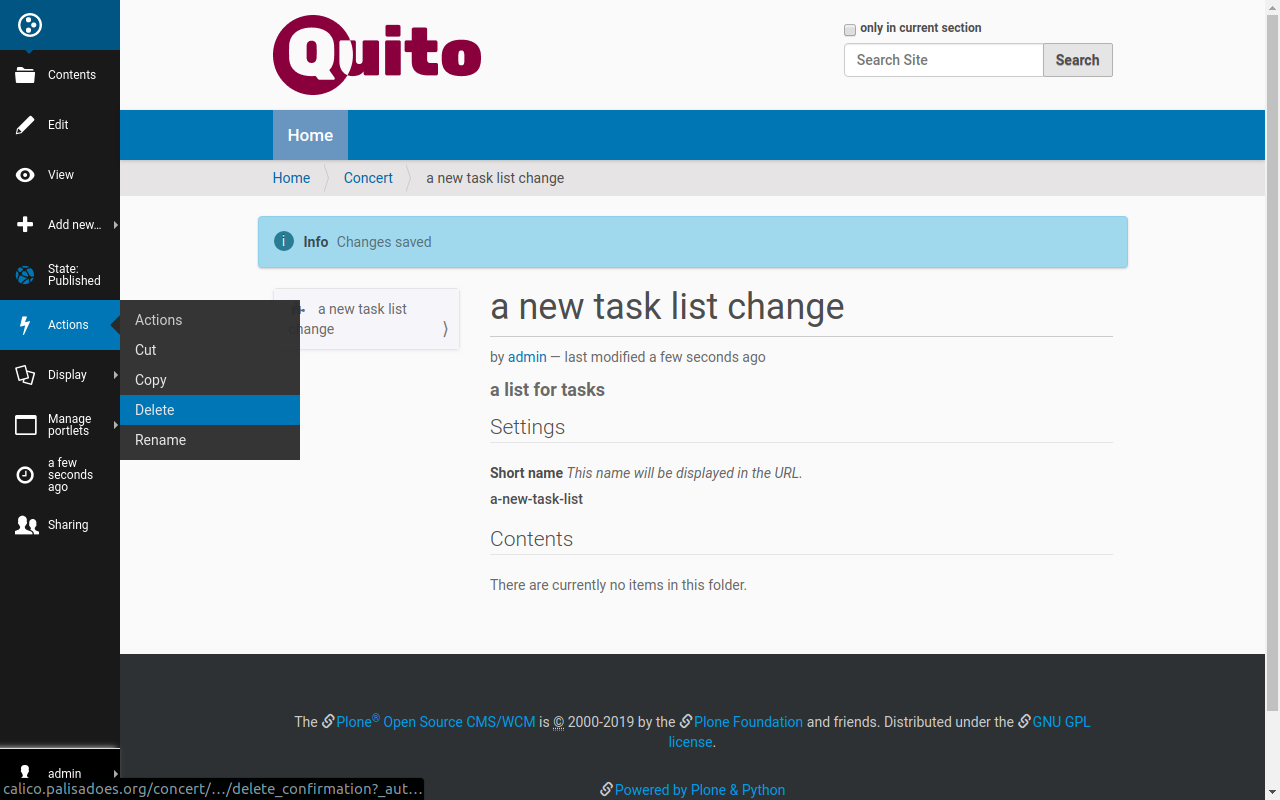 Quito
only in current section
Search Site
Search
Home
Home
Concert
a new task list change
Info Changes saved
Contents
Edit
View
Add new...
State:
Published
Actions
Display
Manage
portlets
a few
seconds
ago
Sharing
admin
Actions
Cut
Copy
Delete
Rename
a new task list
hange
a new task list change
by admin — last modified a few seconds ago
a list for tasks
Settings
Short name This name will be displayed in the URL.
a-new-task-list
Contents
There are currently no items in this folder.
The Plone® Open Source CMS/WCM is © 2000-2019 by the Plone Foundation and friends. Distributed under the GNU GPL
license.
Powered by Plone & Python
calico.palisadoes.org/concert/.../delete_confirmation?_aut...